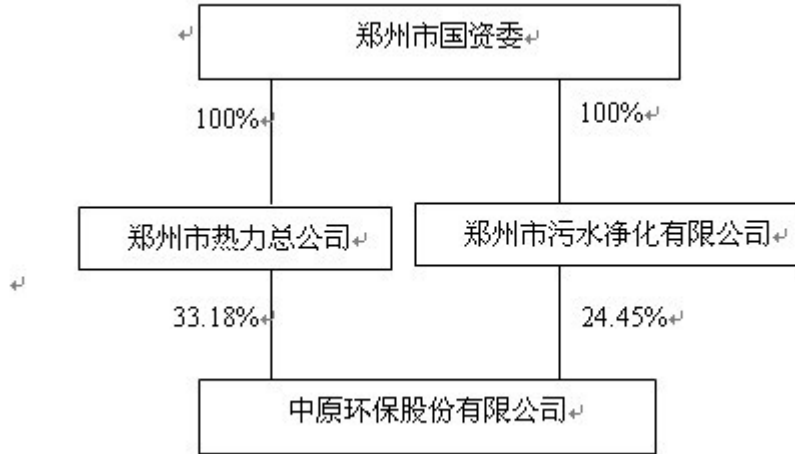 郑州市国资委
100%
100%
郑州市热力总公司
郑州市污水净化有限公司
33.18%
24.45%
中原环保股份有限公司